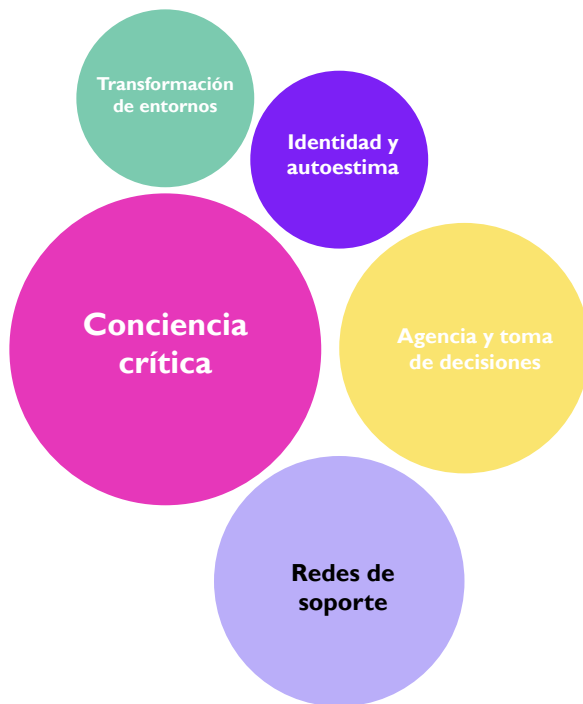 Transformación
de entornos
Identidad y
autoestima
Conciencia
crítica
Agencia y toma
de decisiones
Redes de
soporte